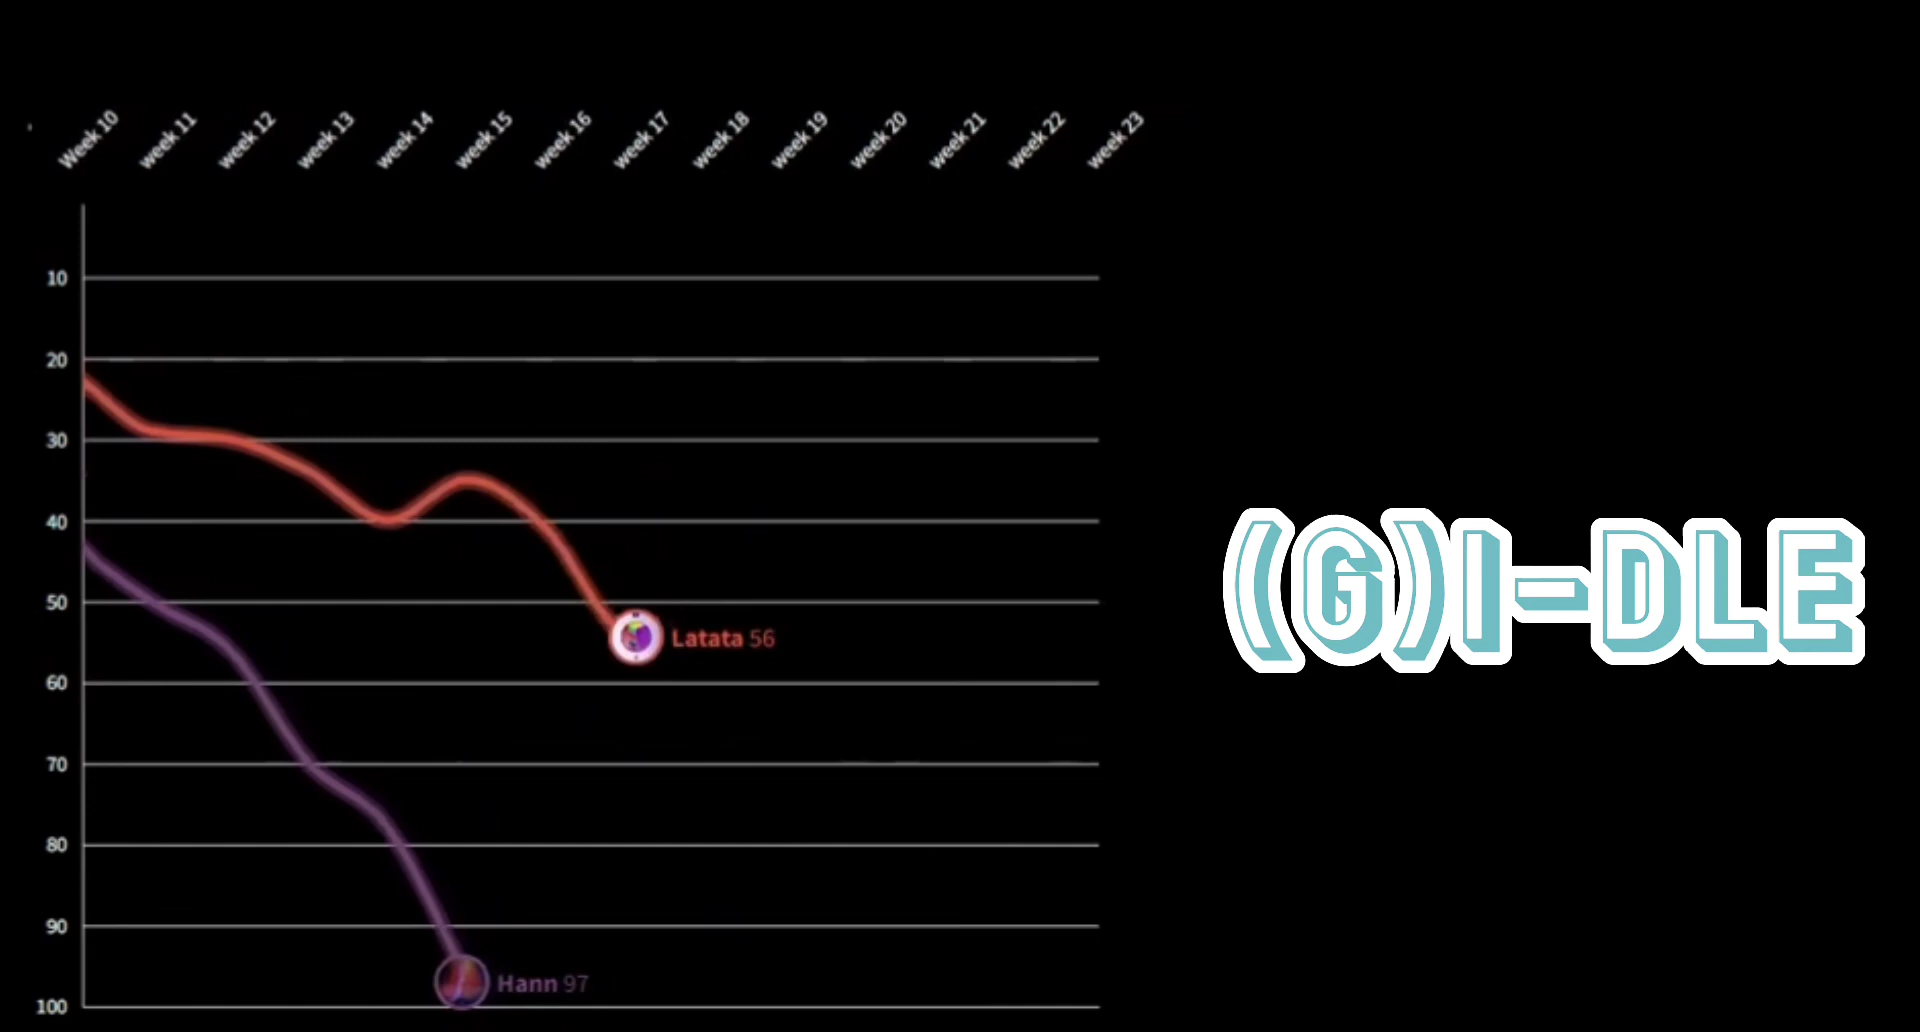 Week 10
week 11
week 12
week 13
week 14
week 15
week 16
week 17
week 18
week 19
week 20
week 21
week 22
week 23
10
20
30
40
50
60
70
80
90
100
Latata 56
Hann 97
(G)I-DLE